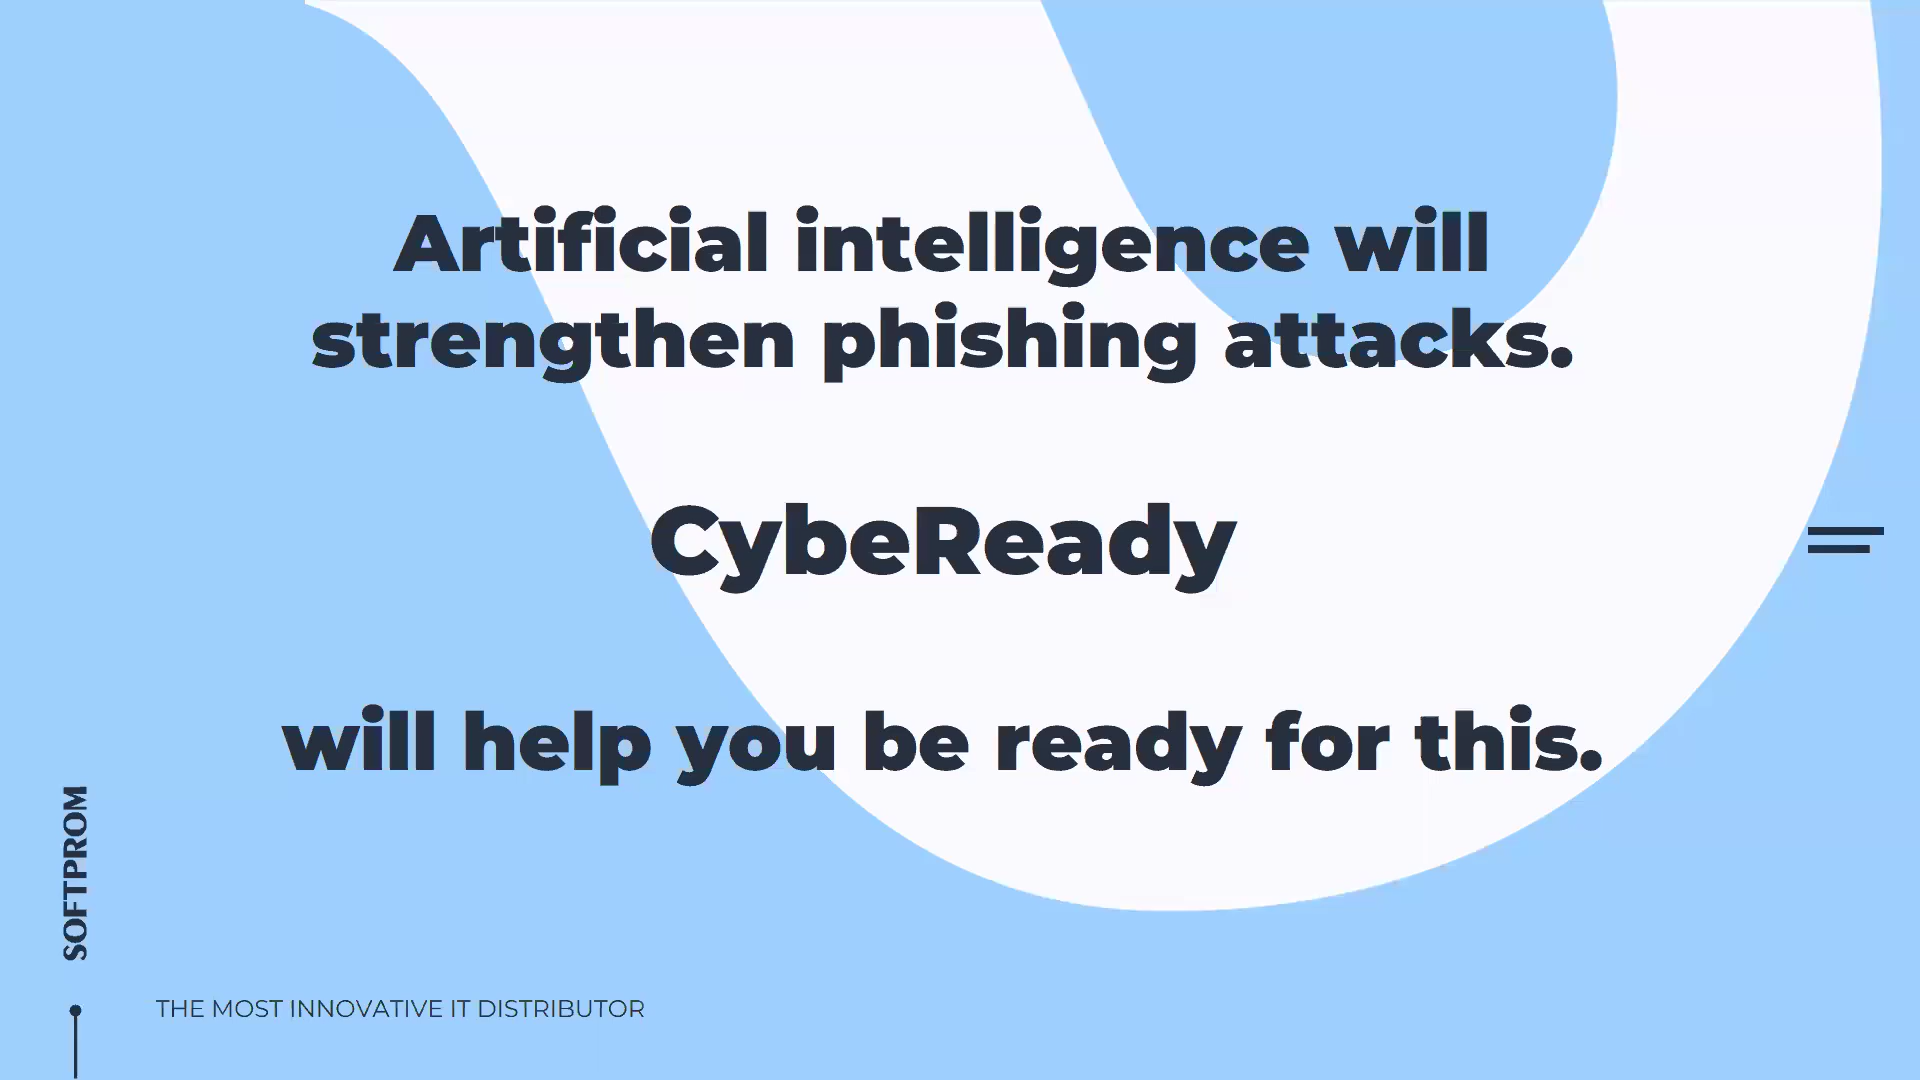 Artificial intelligence will
strengthen phishing attacks.
CybeReady
will help you be ready for this.
SOFTPROM
THE MOST INNOVATIVE IT DISTRIBUTOR